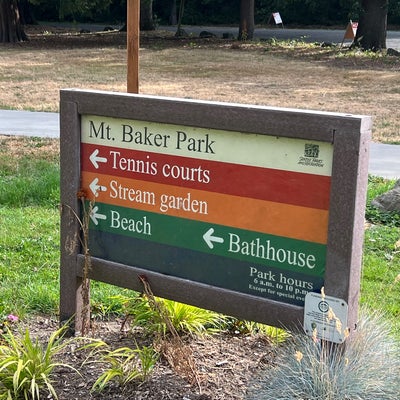 Mt. Baker Park
Tennis courts
Stream garden
Beach
Bathhouse
Park hours
6 a.m. to 10 p.m.
Except for special events